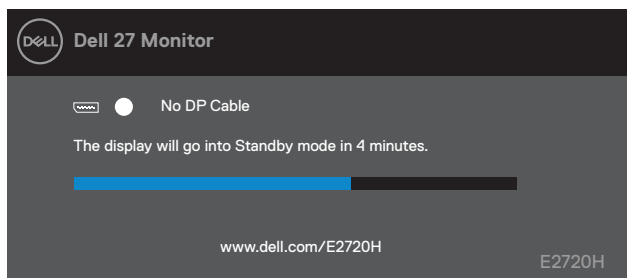 DELL Dell 27 Monitor
No DP Cable
The display will go into Standby mode in 4 minutes.
www.dell.com/E2720H
E2720H